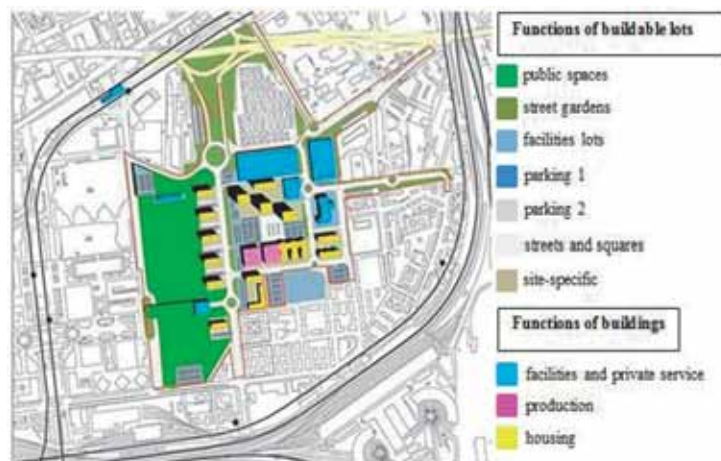 Functions of buildable lots
public spaces
street gardens
facilities lots
parking 1
parking 2
streets and squares
site-specific
Functions of buildings
facilities and private service
production
housing